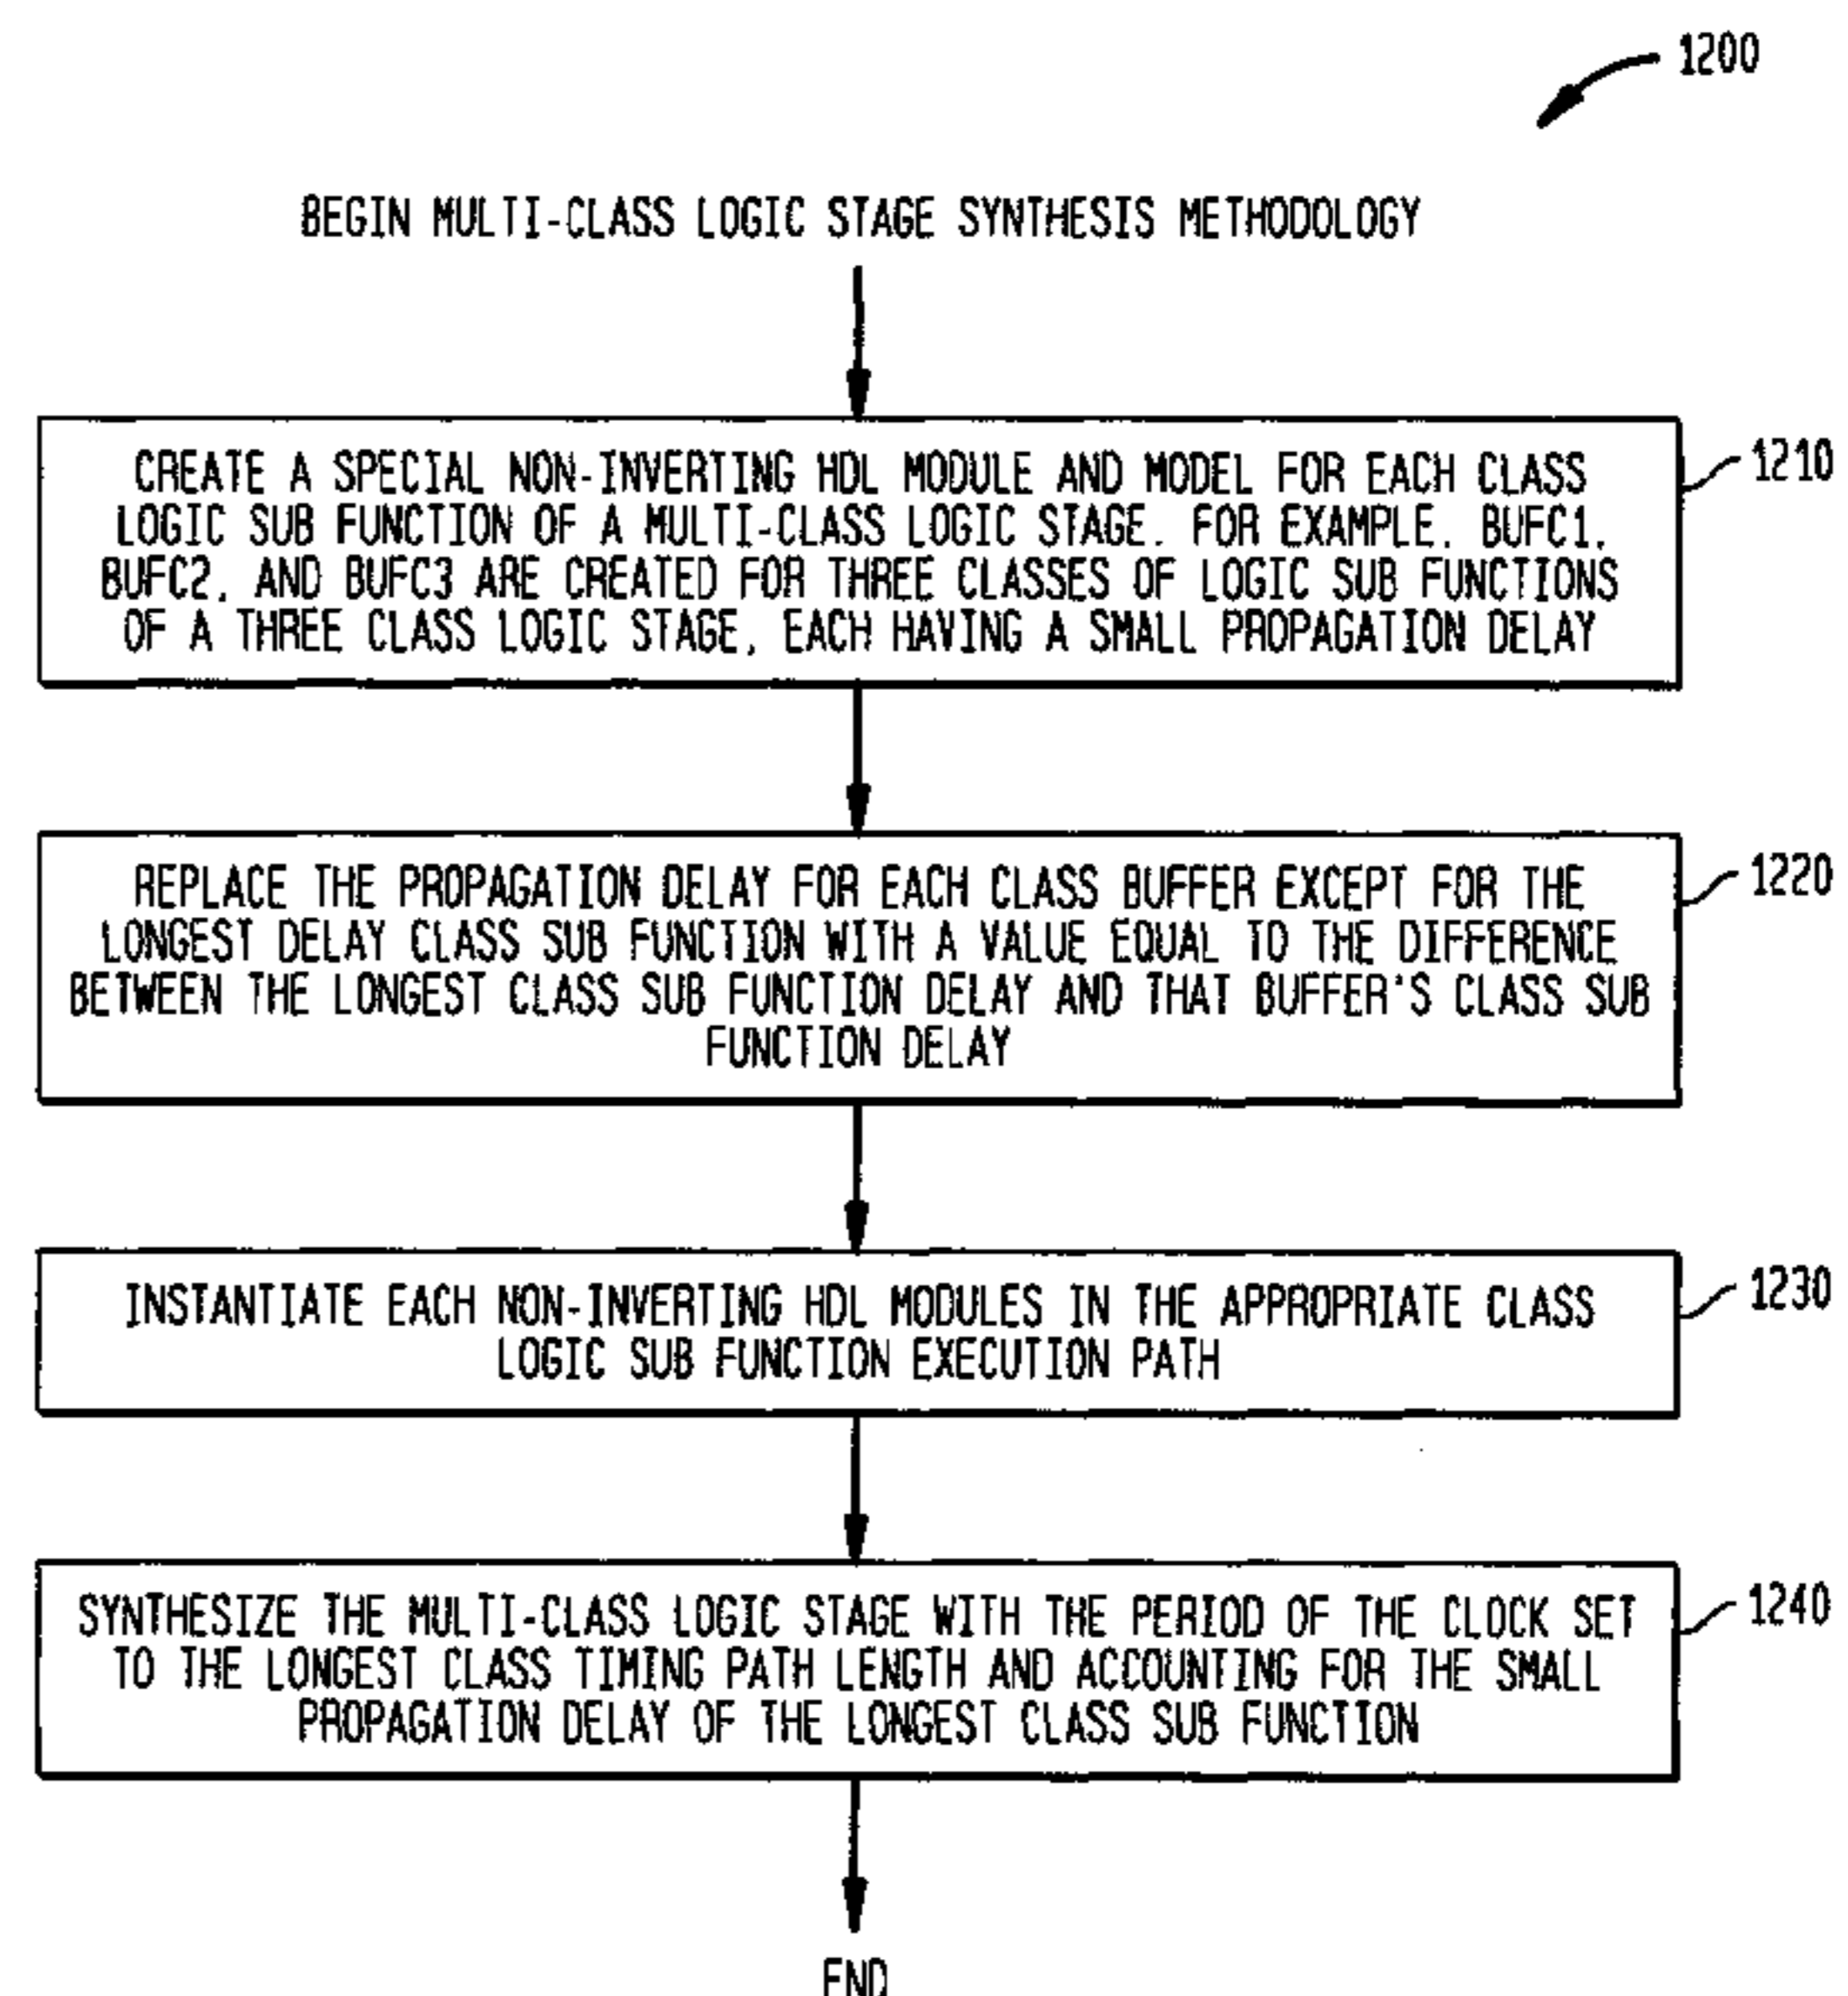 1200
BEGIN MULTI-CLASS LOGIC STAGE SYNTHESIS METHODOLOGY
CREATE A SPECIAL NON-INVERTING HDL MODULE AND MODEL FOR EACH CLASS
LOGIC SUB FUNCTION OF A MULTI-CLASS LOGIC STAGE. FOR EXAMPLE, BUFC1,
BUFC2, AND BUFC3 ARE CREATED FOR THREE CLASSES OF LOGIC SUB FUNCTIONS
OF A THREE CLASS LOGIC STAGE, EACH HAVING A SMALL PROPAGATION DELAY
1210
REPLACE THE PROPAGATION DELAY FOR EACH CLASS BUFFER EXCEPT FOR THE
LONGEST DELAY CLASS SUB FUNCTION WITH A VALUE EQUAL TO THE DIFFERENCE
BETWEEN THE LONGEST CLASS SUB FUNCTION DELAY AND THAT BUFFER'S CLASS SUB
FUNCTION DELAY
1220
INSTANTIATE EACH NON-INVERTING HDL MODULES IN THE APPROPRIATE CLASS
LOGIC SUB FUNCTION EXECUTION PATH
1230
SYNTHESIZE THE MULTI-CLASS LOGIC STAGE WITH THE PERIOD OF THE CLOCK SET
TO THE LONGEST CLASS TIMING PATH LENGTH AND ACCOUNTING FOR THE SMALL
PROPAGATION DELAY OF THE LONGEST CLASS SUB FUNCTION
1240
END